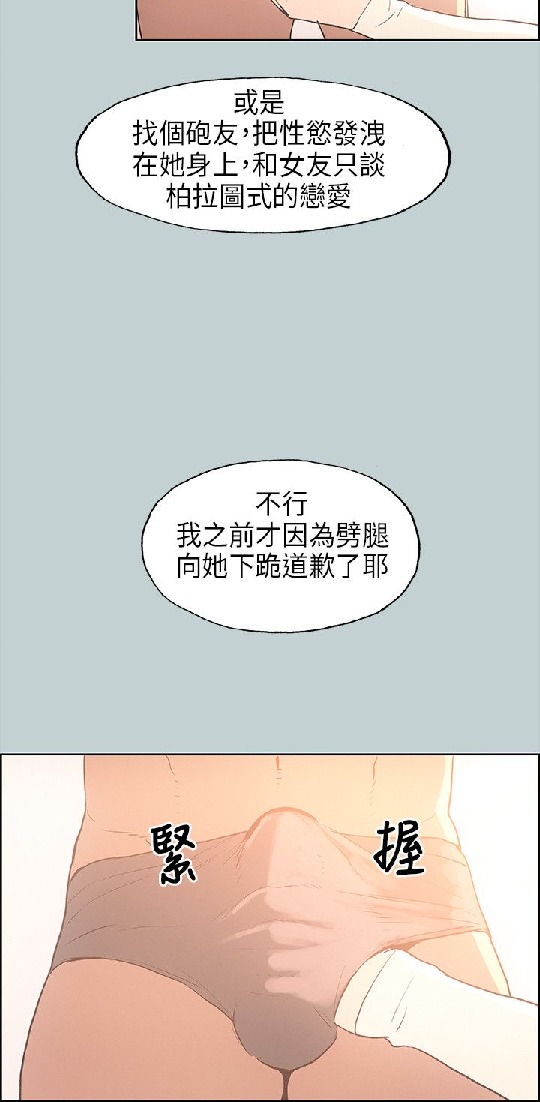 或是
找個砲友，把性慾發洩
在她身上，和女友只談
柏拉圖式的戀愛
不行
我之前才因為劈腿
向她下跪道歉了耶
緊握